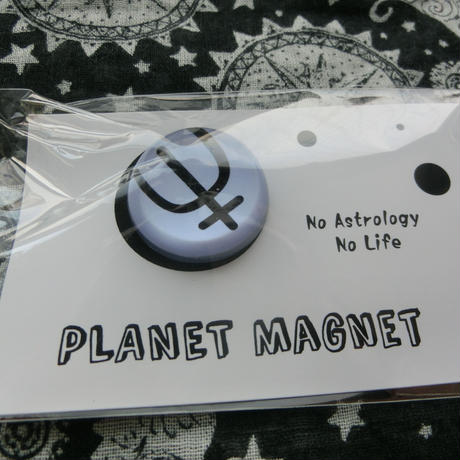 No Astrology
No Life
PLANET MAGNET